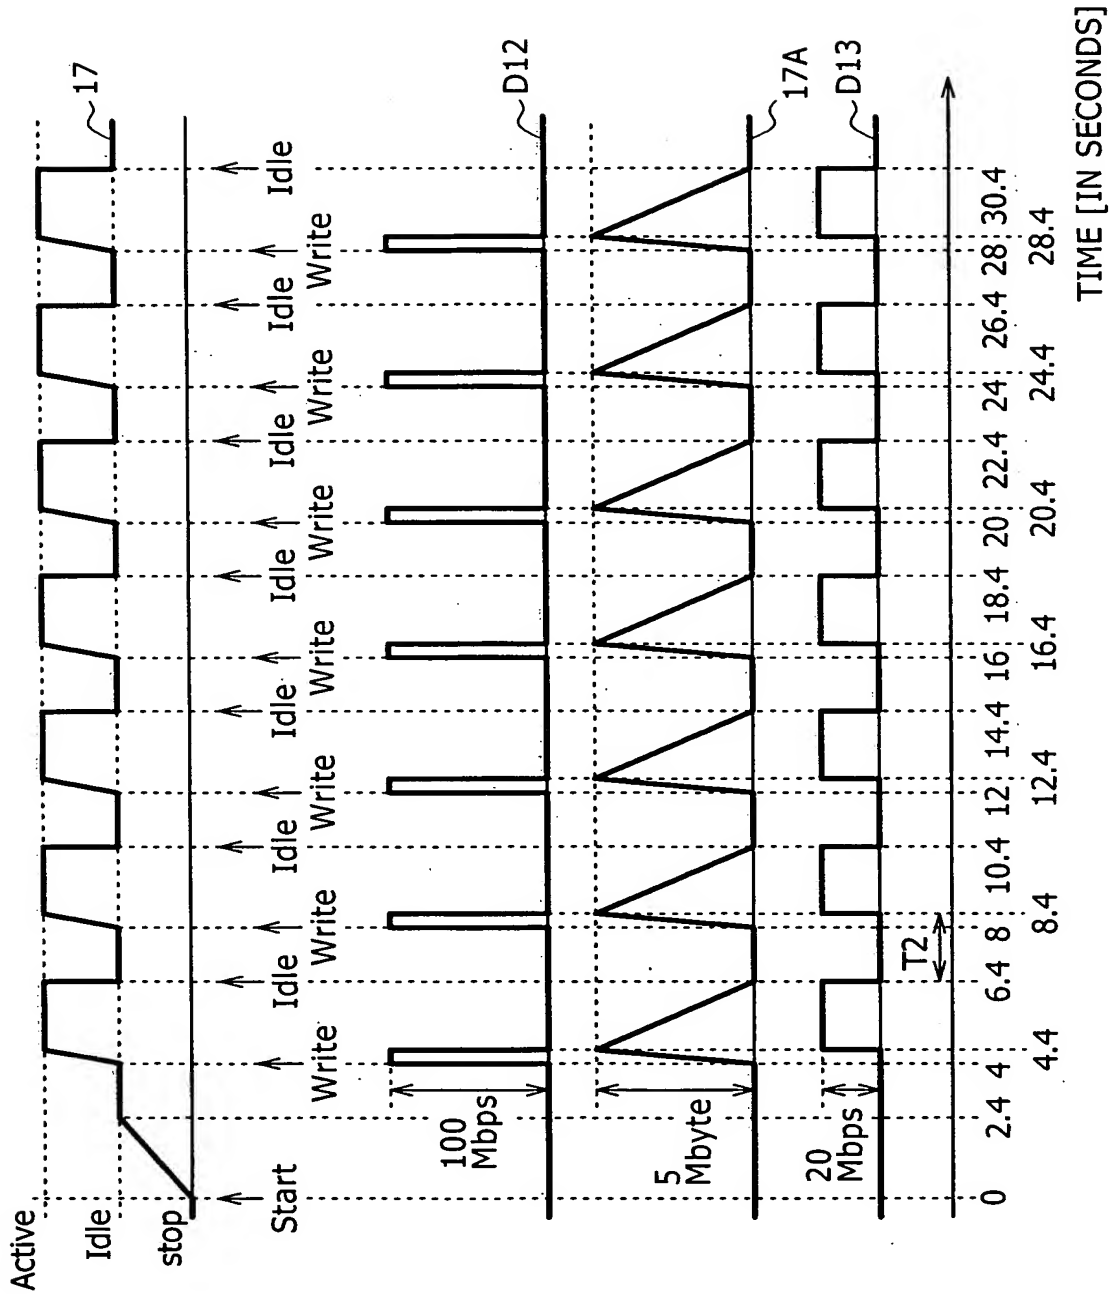 Active
Idle
stop
17
Start
Write
Idle
Write
Idle
Write
Idle
Write
Idle
Write
Idle
Write
Idle
Write
Idle
100
Mbps
D12
5
Mbyte
17A
20
Mbps
D13
T2
0
2.4
4
6.4
8
10.4
12
14.4
16
18.4
20
22.4
24
26.4
28
30.4
4.4
8.4
12.4
16.4
20.4
24.4
28.4
TIME [IN SECONDS]